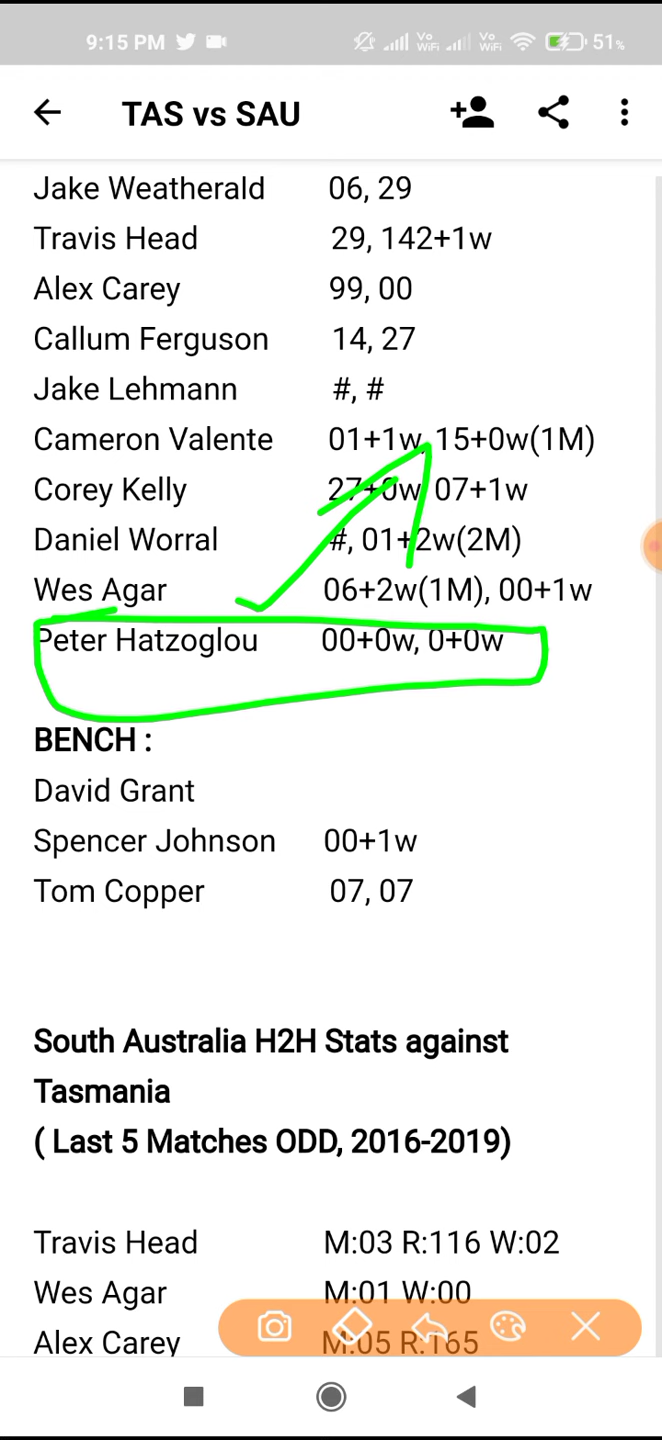 9:15 PM Vo WiFi Vo WiFi 51%
TAS vs SAU
Jake Weatherald 06, 29
Travis Head 29, 142+1w
Alex Carey 99, 00
Callum Ferguson 14, 27
Jake Lehmann #, #
Cameron Valente 01+1w, 15+0w(1M)
Corey Kelly 27+0w, 07+1w
Daniel Worral #, 01+2w(2M)
Wes Agar 06+2w(1M), 00+1w
Peter Hatzoglou 00+0w, 0+0w
BENCH :
David Grant
Spencer Johnson 00+1w
Tom Copper 07, 07
South Australia H2H Stats against
Tasmania
( Last 5 Matches ODD, 2016-2019)
Travis Head M:03 R:116 W:02
Wes Agar M:01 W:00
Alex Carey M:05 R:165